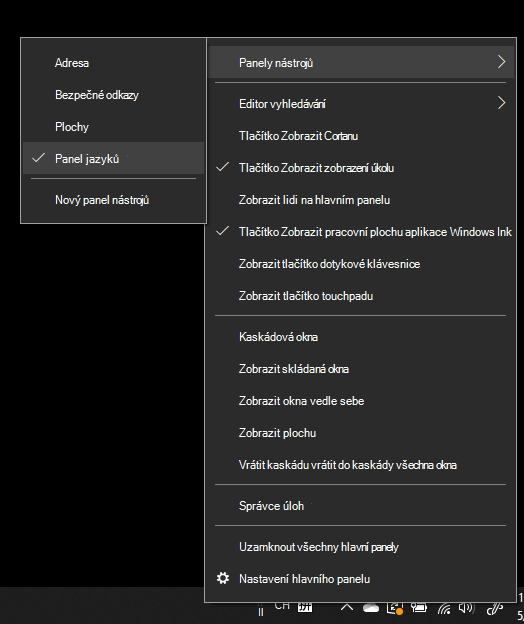 Adresa
Bezpečné odkazy
Plochy
Panel jazyků
Nový panel nástrojů
Panely nástrojů
Editor vyhledávání
Tlačítko Zobrazit Cortanu
Tlačítko Zobrazit zobrazení úkolu
Zobrazit lidi na hlavním panelu
Tlačítko Zobrazit pracovní plochu aplikace Windows Ink
Zobrazit tlačítko dotykové klávesnice
Zobrazit tlačítko touchpadu
Kaskádová okna
Zobrazit skládaná okna
Zobrazit okna vedle sebe
Zobrazit plochu
Vrátit kaskádu vrátit do kaskády všechna okna
Správce úloh
Uzamknout všechny hlavní panely
Nastavení hlavního panelu
CH